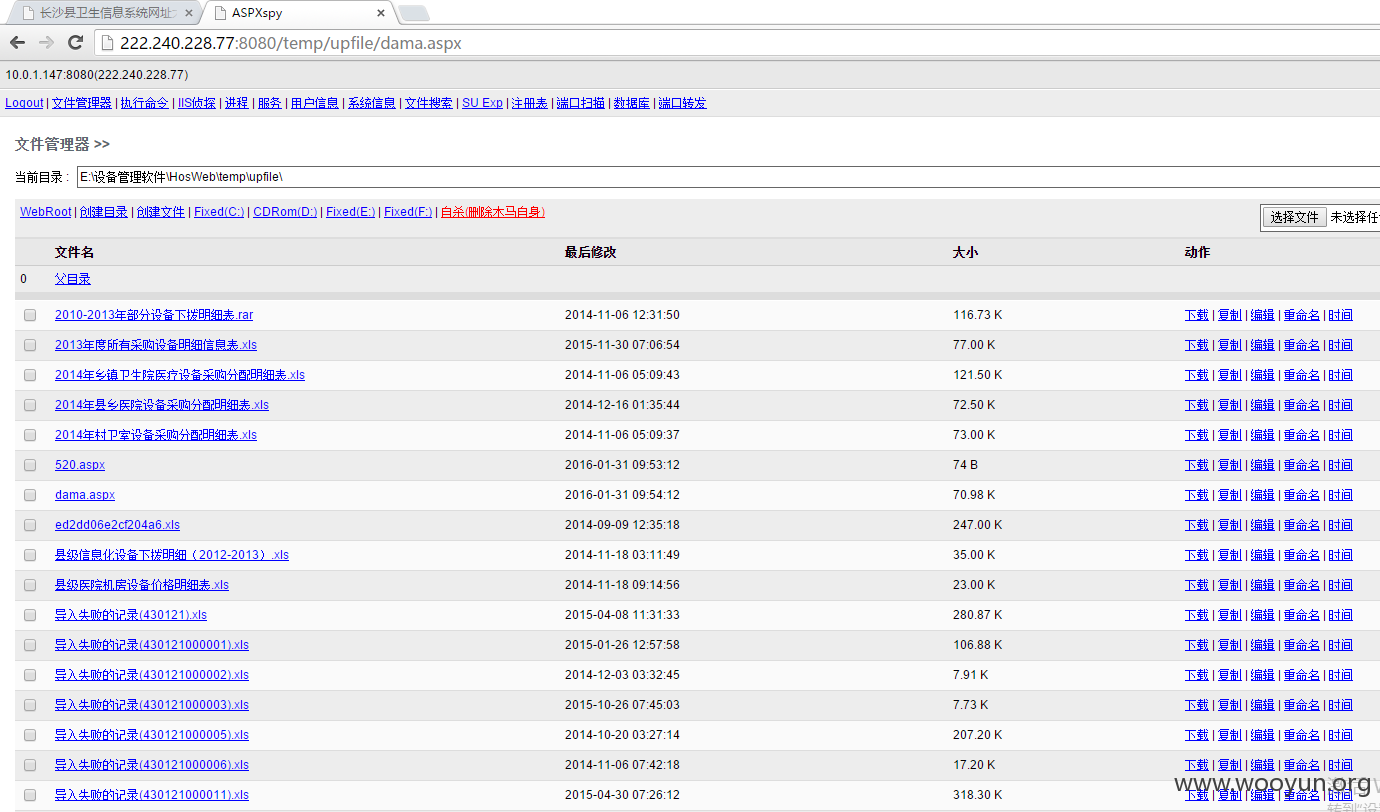 长沙县卫生信息系统网址
ASPXspy
222.240.228.77:8080/temp/upfile/dama.aspx
10.0.1.147:8080(222.240.228.77)
Logout | 文件管理器 | 执行命令 | IIS侦探 | 进程 | 服务 | 用户信息 | 系统信息 | 文件搜索 | SU Exp | 注册表 | 端口扫描 | 数据库 | 端口转发
文件管理器 >>
当前目录 : E:\设备管理软件\HosWeb\temp\upfile\
WebRoot | 创建目录 | 创建文件 | Fixed(C:) | CDRom(D:) | Fixed(E:) | Fixed(F:) | 自杀(删除木马自身)
选择文件 未选择任
文件名 最后修改 大小 动作
0 父目录
2010-2013年部分设备下拨明细表.rar 2014-11-06 12:31:50 116.73 K 下载 | 复制 | 编辑 | 重命名 | 时间
2013年度所有采购设备明细信息表.xls 2015-11-30 07:06:54 77.00 K 下载 | 复制 | 编辑 | 重命名 | 时间
2014年乡镇卫生院医疗设备采购分配明细表.xls 2014-11-06 05:09:43 121.50 K 下载 | 复制 | 编辑 | 重命名 | 时间
2014年县乡医院设备采购分配明细表.xls 2014-12-16 01:35:44 72.50 K 下载 | 复制 | 编辑 | 重命名 | 时间
2014年村卫室设备采购分配明细表.xls 2014-11-06 05:09:37 73.00 K 下载 | 复制 | 编辑 | 重命名 | 时间
520.aspx 2016-01-31 09:53:12 74 B 下载 | 复制 | 编辑 | 重命名 | 时间
dama.aspx 2016-01-31 09:54:12 70.98 K 下载 | 复制 | 编辑 | 重命名 | 时间
ed2dd06e2cf204a6.xls 2014-09-09 12:35:18 247.00 K 下载 | 复制 | 编辑 | 重命名 | 时间
县级信息化设备下拨明细（2012-2013）.xls 2014-11-18 03:11:49 35.00 K 下载 | 复制 | 编辑 | 重命名 | 时间
县级医院机房设备价格明细表.xls 2014-11-18 09:14:56 23.00 K 下载 | 复制 | 编辑 | 重命名 | 时间
导入失败的记录(430121).xls 2015-04-08 11:31:33 280.87 K 下载 | 复制 | 编辑 | 重命名 | 时间
导入失败的记录(430121000001).xls 2015-01-26 12:57:58 106.88 K 下载 | 复制 | 编辑 | 重命名 | 时间
导入失败的记录(430121000002).xls 2014-12-03 03:32:45 7.91 K 下载 | 复制 | 编辑 | 重命名 | 时间
导入失败的记录(430121000003).xls 2015-10-26 07:45:03 7.73 K 下载 | 复制 | 编辑 | 重命名 | 时间
导入失败的记录(430121000005).xls 2014-10-20 03:27:14 207.20 K 下载 | 复制 | 编辑 | 重命名 | 时间
导入失败的记录(430121000006).xls 2014-11-06 07:42:18 17.20 K 下载 | 复制 | 编辑 | 重命名 | 时间
导入失败的记录(430121000011).xls 2015-04-30 07:26:12 318.30 K 下载 | 复制 | 编辑 | 重命名 | 时间
www.wooyun.org